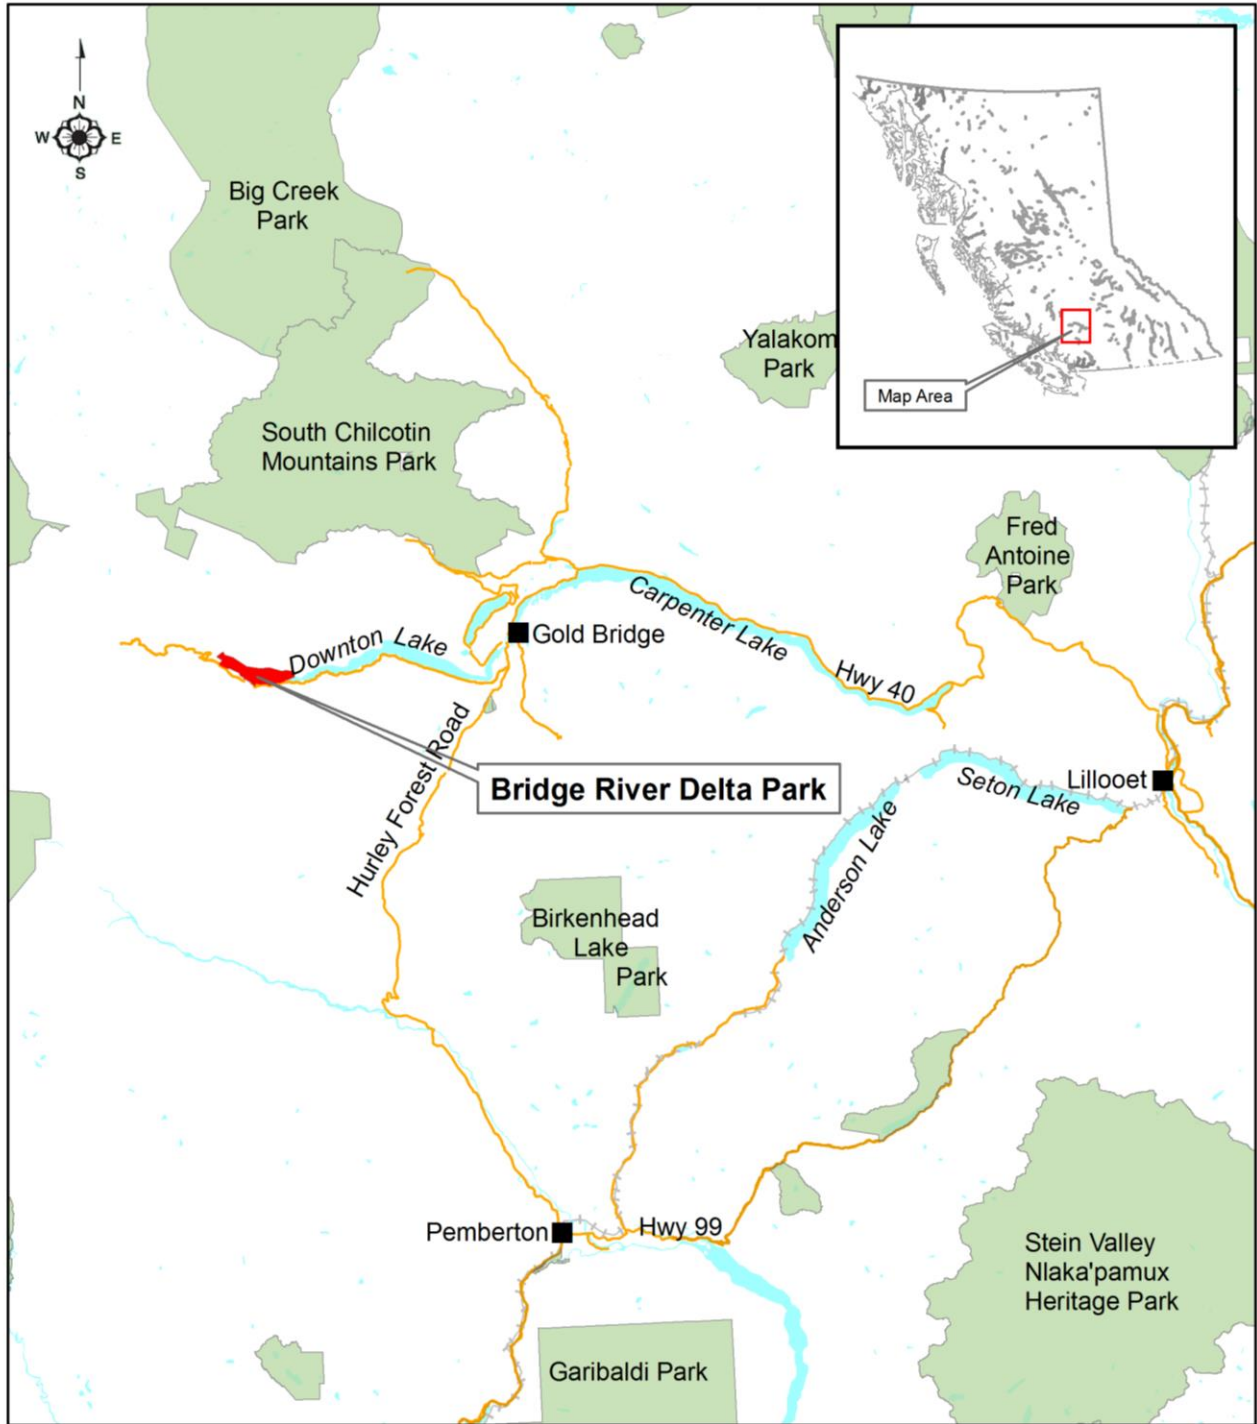 N
W
E
S
Big Creek
Park
Yalakom
Park
Map Area
South Chilcotin
Mountains Park
Fred
Antoine
Park
Carpenter Lake
Gold Bridge
Downton Lake
Hwy 40
Hurley Forest Road
Bridge River Delta Park
Lillooet
Seton Lake
Anderson Lake
Birkenhead
Lake
Park
Pemberton
Hwy 99
Stein Valley
Nlaka'pamux
Heritage Park
Garibaldi Park